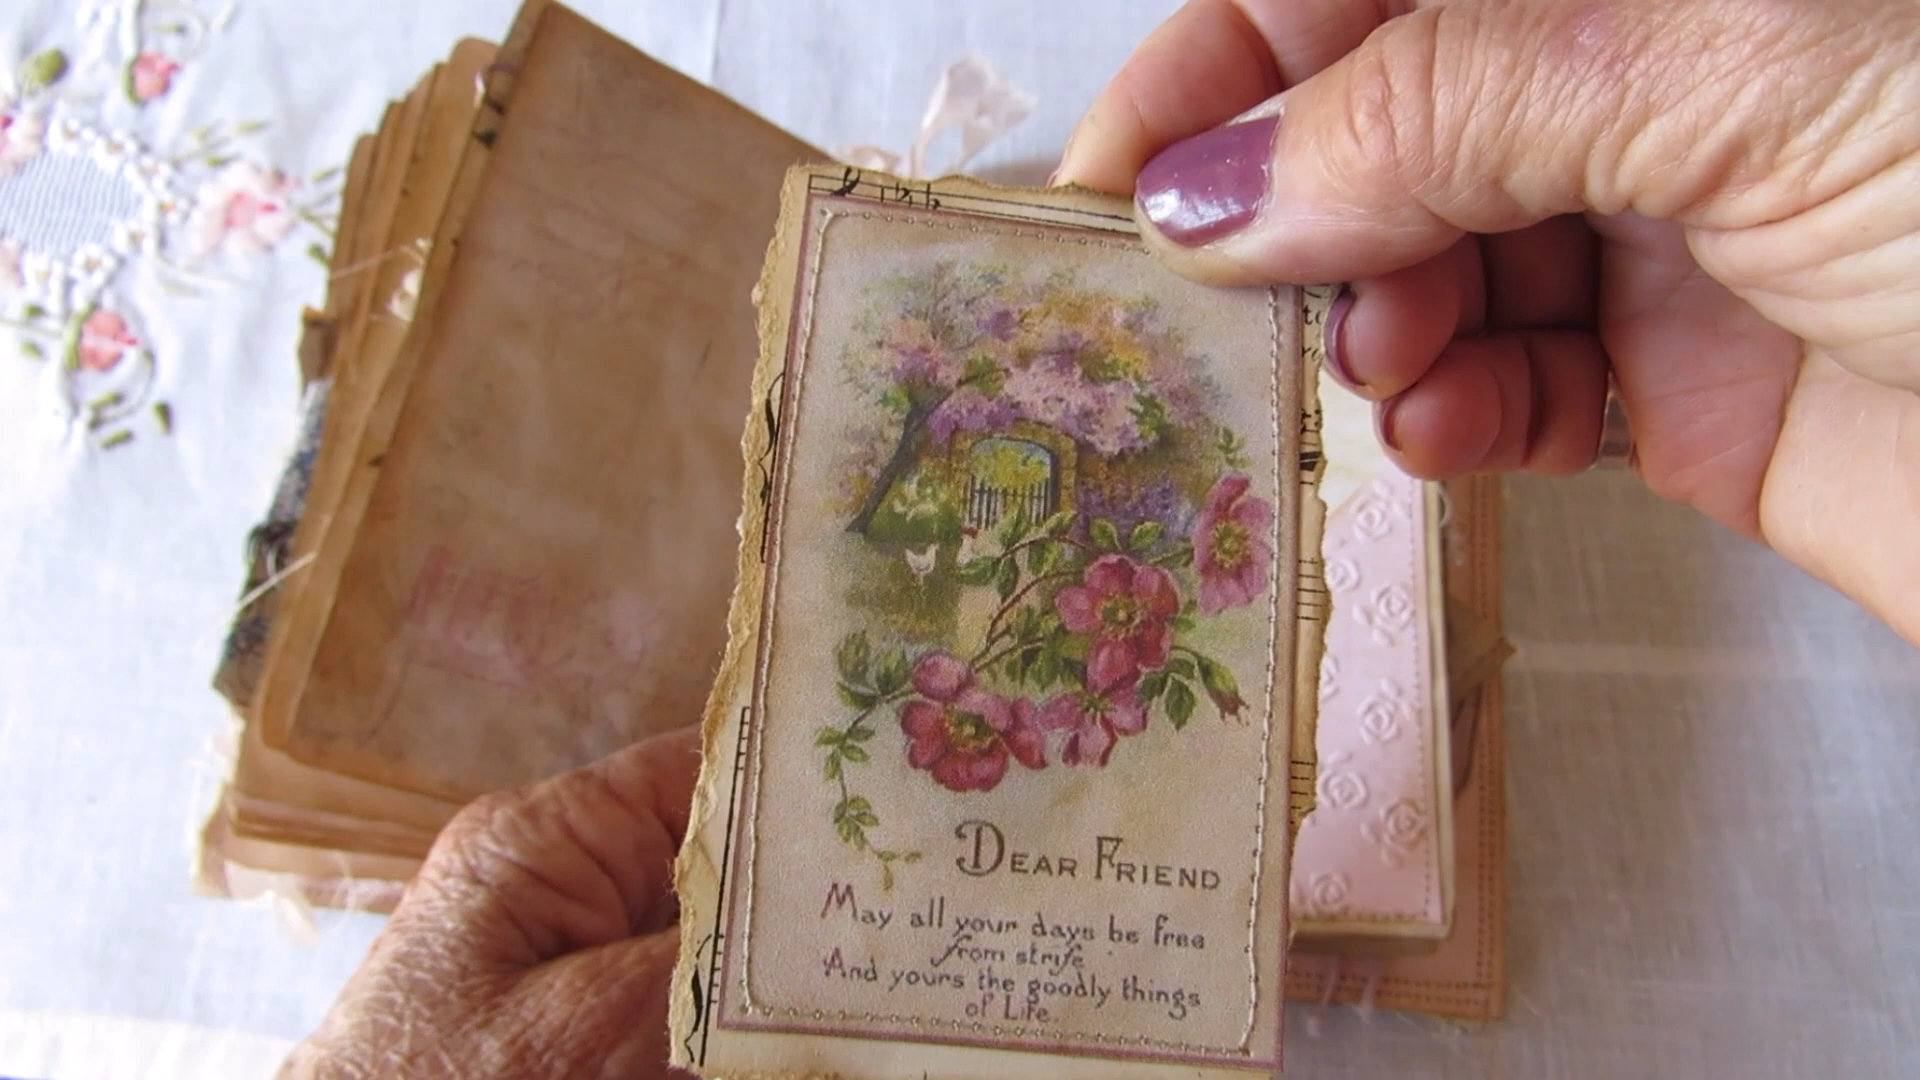 DEAR FRIEND
May all your days be free
from strife
And yours the goodly things
of Life.